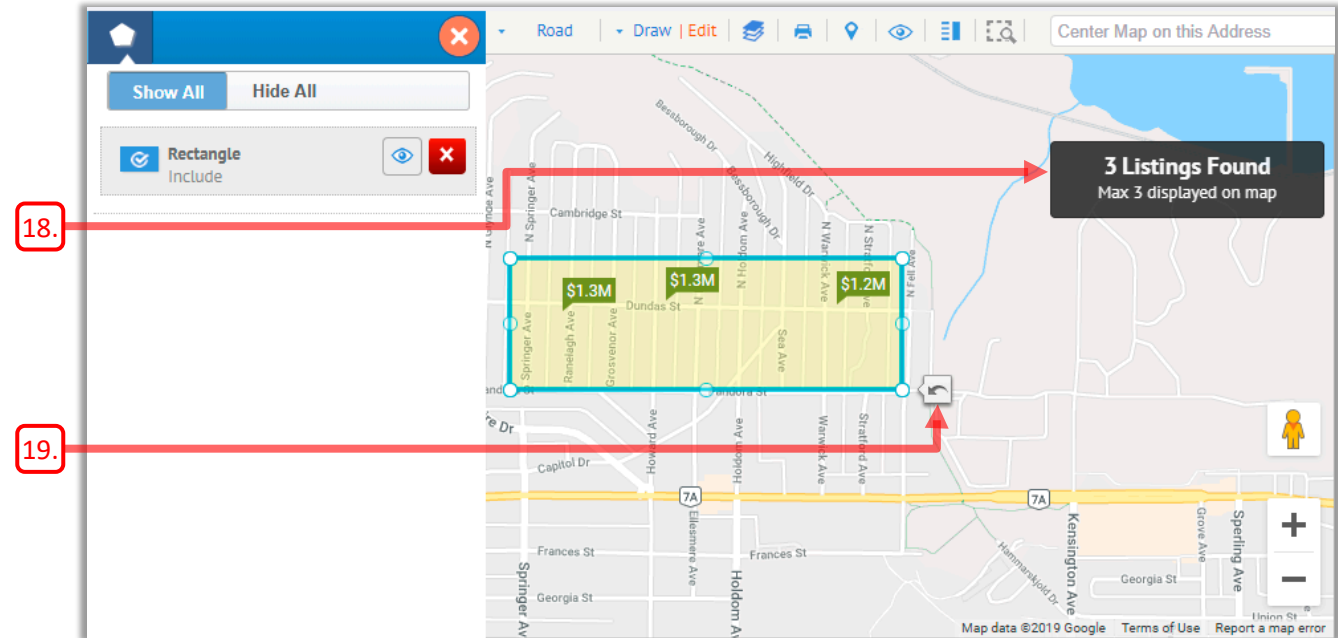 Road
Draw | Edit
Center Map on this Address
Show All
Hide All
Rectangle
Include
18.
19.
3 Listings Found
Max 3 displayed on map
Bessborough Dr
Highfield Dr
Bessborough Dr
N Springer Ave
Cambridge St
N Holdom Ave
N Warwick Ave
N Fell Ave
$1.3M
$1.3M
$1.2M
Dundas St
Springer Ave
Ranelagh Ave
Grosvenor Ave
Sea Ave
Pandora St
Howard Ave
Holdom Ave
Warwick Ave
Stratford Ave
Capitol Dr
7A
7A
Ellesmere Ave
Kensington Ave
Grove Ave
Sperling Ave
Frances St
Frances St
Hammarskjold Dr
Springer Av
Holdom Av
Georgia St
Georgia St
Union St
Map data ©2019 Google
Terms of Use
Report a map error